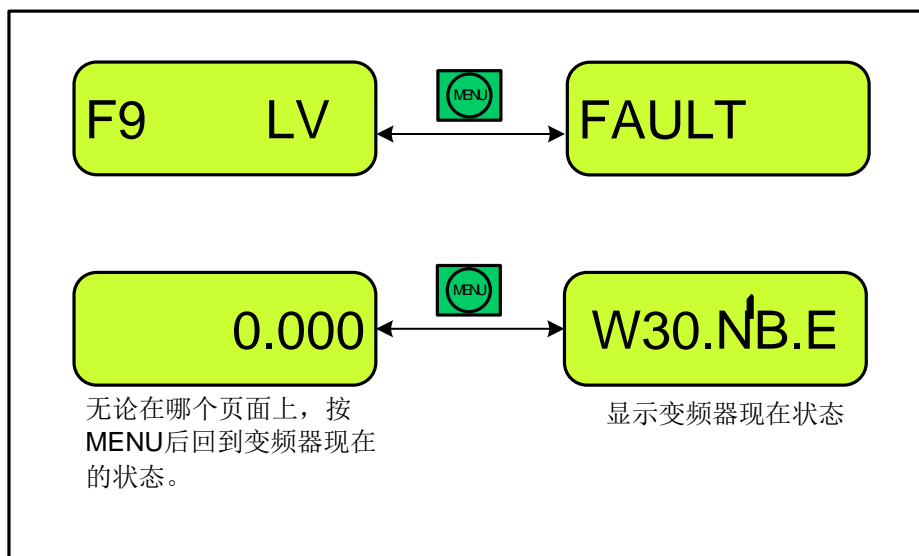 F9 LV
MENU
FAULT
0.000
MENU
W30.NB.E
无论在哪个页面上，按
MENU后回到变频器现在
的状态。
显示变频器现在状态